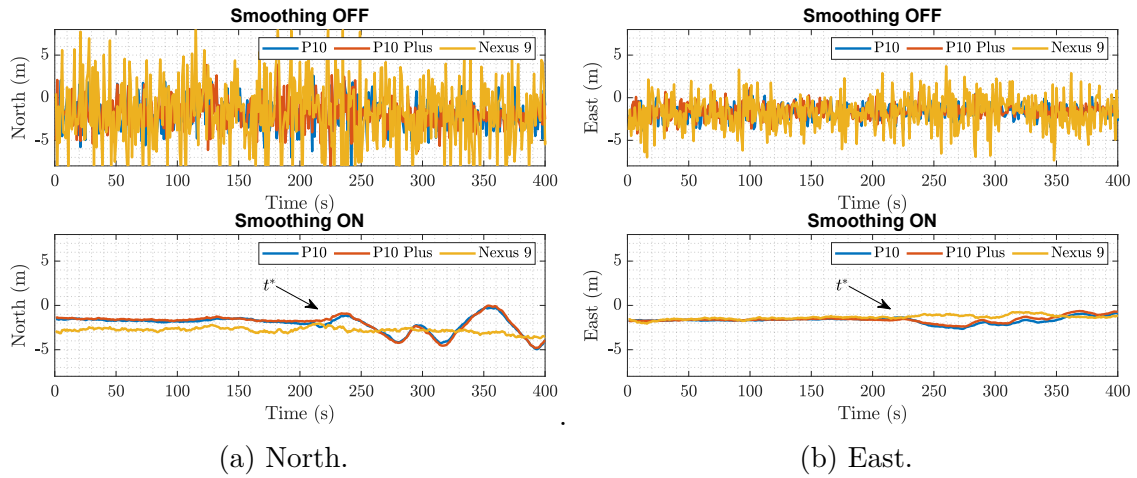 Smoothing OFF
P10 P10 Plus Nexus 9
North (m)
5
0
-5
0 50 100 150 200 250 300 350 400
Time (s)
Smoothing ON
P10 P10 Plus Nexus 9
North (m)
5
0
-5
t*
0 50 100 150 200 250 300 350 400
Time (s)
.
(a) North.
Smoothing OFF
P10 P10 Plus Nexus 9
East (m)
5
0
-5
0 50 100 150 200 250 300 350 400
Time (s)
Smoothing ON
P10 P10 Plus Nexus 9
East (m)
5
0
-5
t*
0 50 100 150 200 250 300 350 400
Time (s)
(b) East.